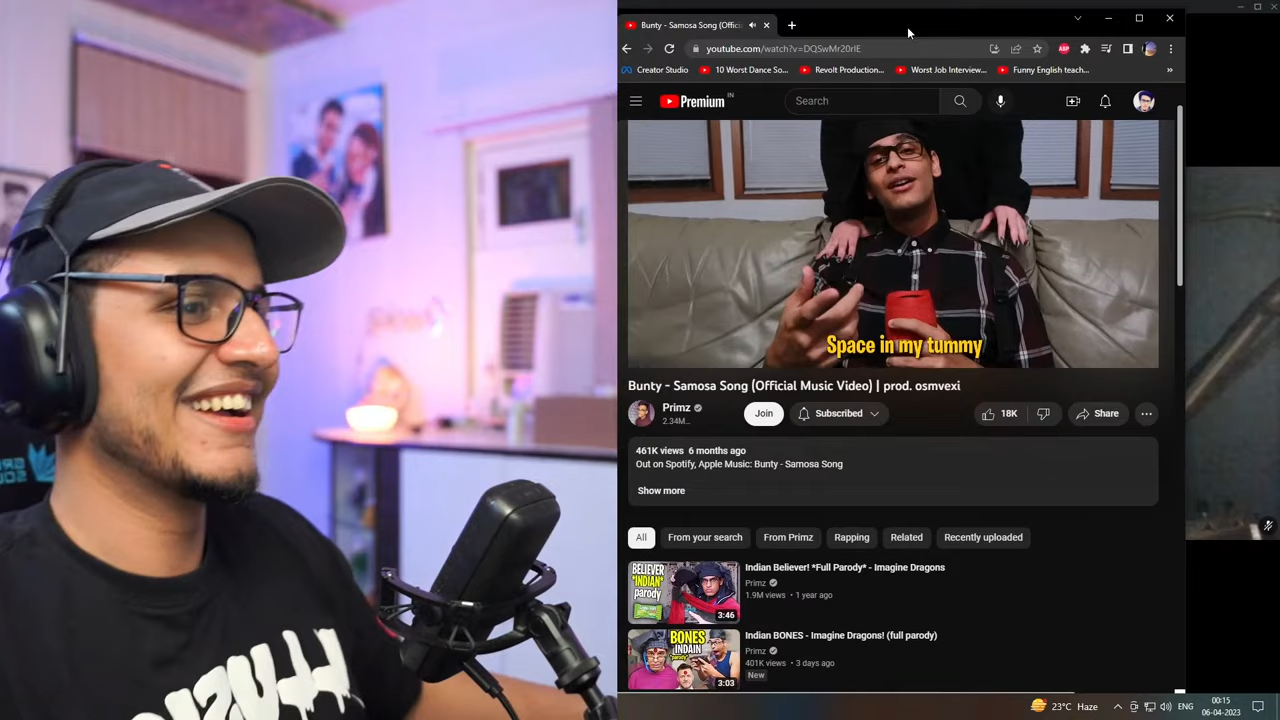 Bunty - Samosa Song (Offici
youtube.com/watch?v=DQSwMr20rlE
Creator Studio
10 Worst Dance So...
Revolt Production...
Worst Job Interview...
Funny English teach...
»
Premium IN
Search
Space in my tummy
Bunty - Samosa Song (Official Music Video) | prod. osmvexi
Primz
2.34M...
Join
Subscribed
18K
Share
461K views 6 months ago
Out on Spotify, Apple Music: Bunty - Samosa Song
Show more
All
From your search
From Primz
Rapping
Related
Recently uploaded
BELIEVER
*INDIAN*
parody
3:46
Indian Believer! *Full Parody* - Imagine Dragons
Primz
1.9M views • 1 year ago
BONES
INDAIN
parody
3:03
Indian BONES - Imagine Dragons! (full parody)
Primz
401K views • 3 days ago
New
23°C Haze
ENG
00:15
06-04-2023